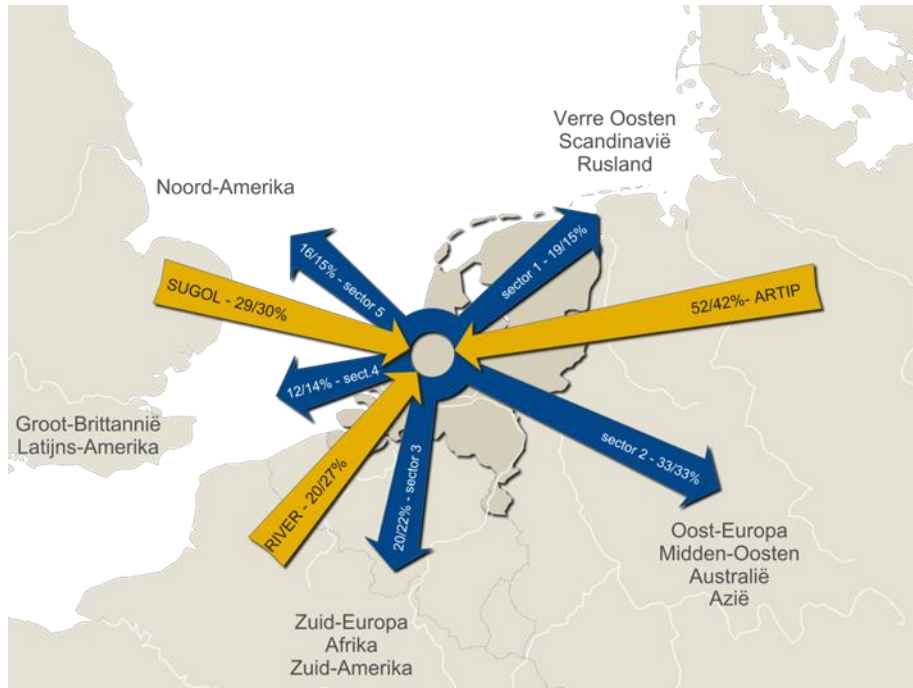 Verre Oosten
Scandinavië
Rusland
Noord-Amerika
16/15% - sector 5
sector 1 - 19/15%
SUGOL - 29/30%
52/42%- ARTIP
12/14% - sect.4
Groot-Brittannië
Latijns-Amerika
RIVER - 20/27%
20/22% - sector 3
sector 2 - 33/33%
Oost-Europa
Midden-Oosten
Australië
Azië
Zuid-Europa
Afrika
Zuid-Amerika